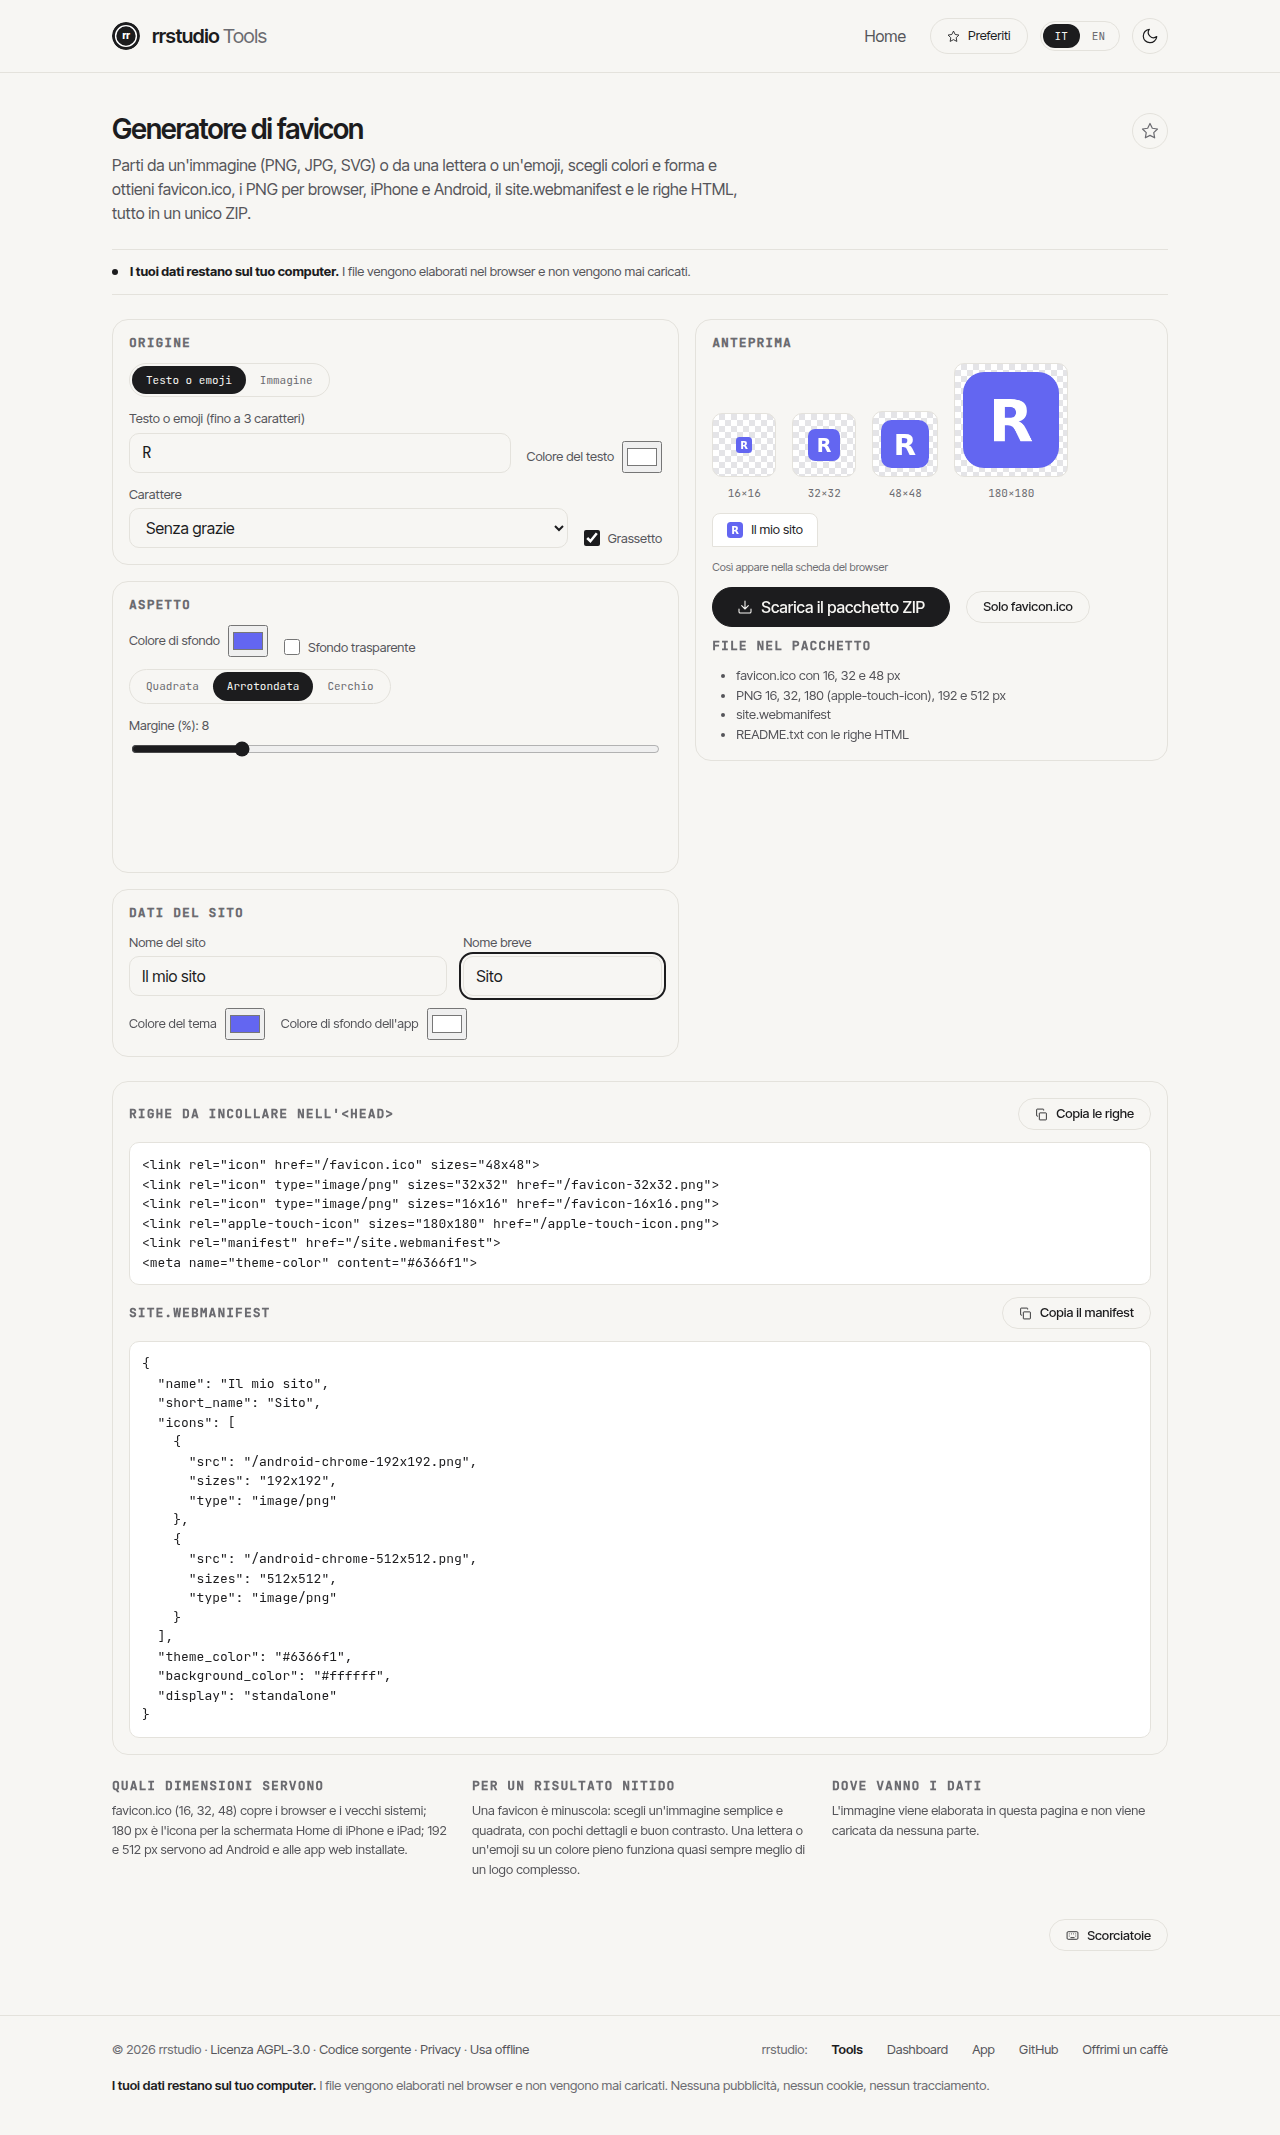 rr rrstudio Tools
Home
Preferiti
IT EN
Generatore di favicon
Parti da un'immagine (PNG, JPG, SVG) o da una lettera o un'emoji, scegli colori e forma e
ottieni favicon.ico, i PNG per browser, iPhone e Android, il site.webmanifest e le righe HTML,
tutto in un unico ZIP.
I tuoi dati restano sul tuo computer. I file vengono elaborati nel browser e non vengono mai caricati.
ORIGINE
Testo o emoji Immagine
Testo o emoji (fino a 3 caratteri)
R
Colore del testo
Carattere
Senza grazie
Grassetto
ASPETTO
Colore di sfondo
Sfondo trasparente
Quadrata Arrotondata Cerchio
Margine (%): 8
DATI DEL SITO
Nome del sito
Nome breve
Il mio sito
Sito
Colore del tema
Colore di sfondo dell'app
ANTEPRIMA
R R R R
16×16 32×32 48×48 180×180
R Il mio sito
Così appare nella scheda del browser
Scarica il pacchetto ZIP
Solo favicon.ico
FILE NEL PACCHETTO
• favicon.ico con 16, 32 e 48 px
• PNG 16, 32, 180 (apple-touch-icon), 192 e 512 px
• site.webmanifest
• README.txt con le righe HTML
RIGHE DA INCOLLARE NELL'<HEAD>
Copia le righe
<link rel="icon" href="/favicon.ico" sizes="48x48">
<link rel="icon" type="image/png" sizes="32x32" href="/favicon-32x32.png">
<link rel="icon" type="image/png" sizes="16x16" href="/favicon-16x16.png">
<link rel="apple-touch-icon" sizes="180x180" href="/apple-touch-icon.png">
<link rel="manifest" href="/site.webmanifest">
<meta name="theme-color" content="#6366f1">
SITE.WEBMANIFEST
Copia il manifest
{
  "name": "Il mio sito",
  "short_name": "Sito",
  "icons": [
    {
      "src": "/android-chrome-192x192.png",
      "sizes": "192x192",
      "type": "image/png"
    },
    {
      "src": "/android-chrome-512x512.png",
      "sizes": "512x512",
      "type": "image/png"
    }
  ],
  "theme_color": "#6366f1",
  "background_color": "#ffffff",
  "display": "standalone"
}
QUALI DIMENSIONI SERVONO
favicon.ico (16, 32, 48) copre i browser e i vecchi sistemi;
180 px è l'icona per la schermata Home di iPhone e iPad; 192
e 512 px servono ad Android e alle app web installate.
PER UN RISULTATO NITIDO
Una favicon è minuscola: scegli un'immagine semplice e
quadrata, con pochi dettagli e buon contrasto. Una lettera o
un'emoji su un colore pieno funziona quasi sempre meglio di
un logo complesso.
DOVE VANNO I DATI
L'immagine viene elaborata in questa pagina e non viene
caricata da nessuna parte.
Scorciatoie
© 2026 rrstudio · Licenza AGPL-3.0 · Codice sorgente · Privacy · Usa offline
rrstudio: Tools Dashboard App GitHub Offrimi un caffè
I tuoi dati restano sul tuo computer. I file vengono elaborati nel browser e non vengono mai caricati. Nessuna pubblicità, nessun cookie, nessun tracciamento.